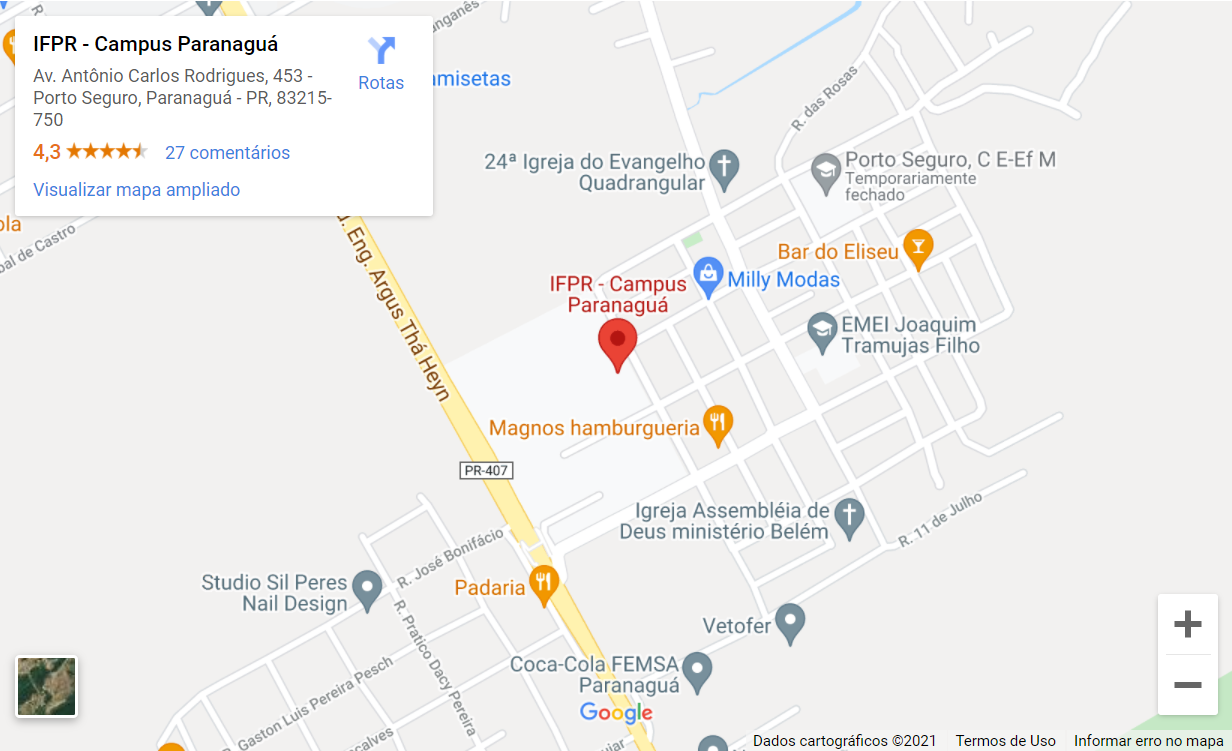 IFPR - Campus Paranaguá
Av. Antônio Carlos Rodrigues, 453 -
Porto Seguro, Paranaguá - PR, 83215-
750
4,3
27 comentários
Visualizar mapa ampliado
Rotas
amisetas
R. das Rosas
24ª Igreja do Evangelho
Quadrangular
Porto Seguro, C E-Ef M
Temporariamente
fechado
Bar do Eliseu
Milly Modas
IFPR - Campus
Paranaguá
EMEI Joaquim
Tramujas Filho
Eng. Argus Thá Heyn
Magnos hamburgueria
PR-407
Igreja Assembléia de
Deus ministério Belém
R. 11 de Julho
R. José Bonifácio
Padaria
Studio Sil Peres
Nail Design
R. Pratico Dacy Pereira
Vetofer
Coca-Cola FEMSA
Paranaguá
R. Gaston Luis Pereira Pesch
Google
Dados cartográficos ©2021
Termos de Uso
Informar erro no mapa